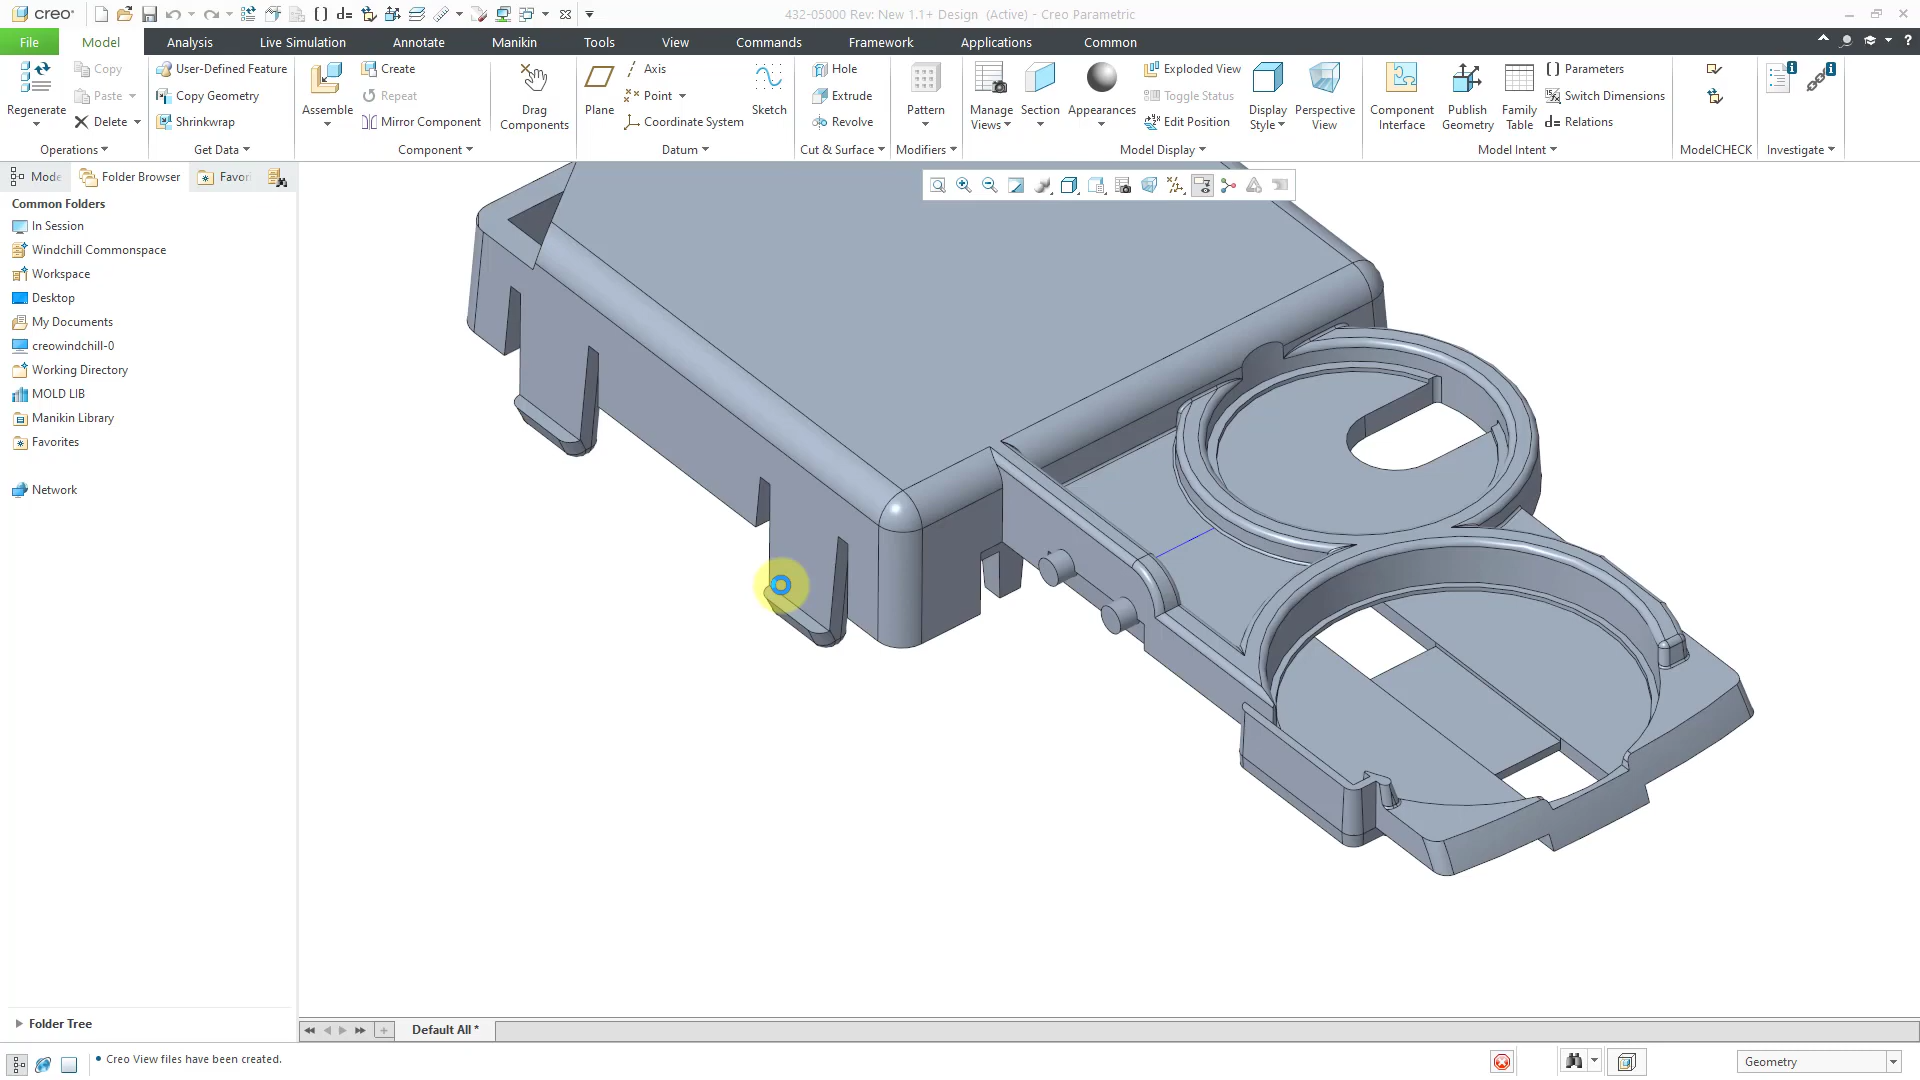 creo
432-05000 Rev: New 1.1+ Design (Active) - Creo Parametric
File Model Analysis Live Simulation Annotate Manikin Tools View Commands Framework Applications Common
Regenerate
Copy
Paste
Delete
Operations
User-Defined Feature
Copy Geometry
Shrinkwrap
Get Data
Assemble
Create
Repeat
Mirror Component
Component
Drag
Components
Plane
Axis
Point
Coordinate System
Sketch
Datum
Hole
Extrude
Revolve
Cut & Surface
Pattern
Modifiers
Manage
Views
Section
Appearances
Exploded View
Toggle Status
Edit Position
Display
Style
Perspective
View
Model Display
Component
Interface
Publish
Geometry
Family
Table
Parameters
Switch Dimensions
d= Relations
Model Intent
ModelCHECK
Investigate
Mode Folder Browser Favor
Common Folders
In Session
Windchill Commonspace
Workspace
Desktop
My Documents
creowindchill-0
Working Directory
MOLD LIB
Manikin Library
Favorites
Network
Folder Tree
Default All *
• Creo View files have been created.
Geometry